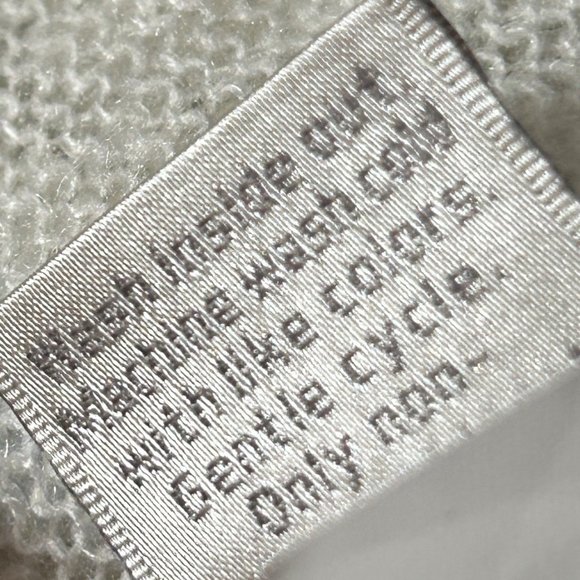 Wash inside out.
Machine wash cold
with like colors.
Gentle cycle.
Only non-